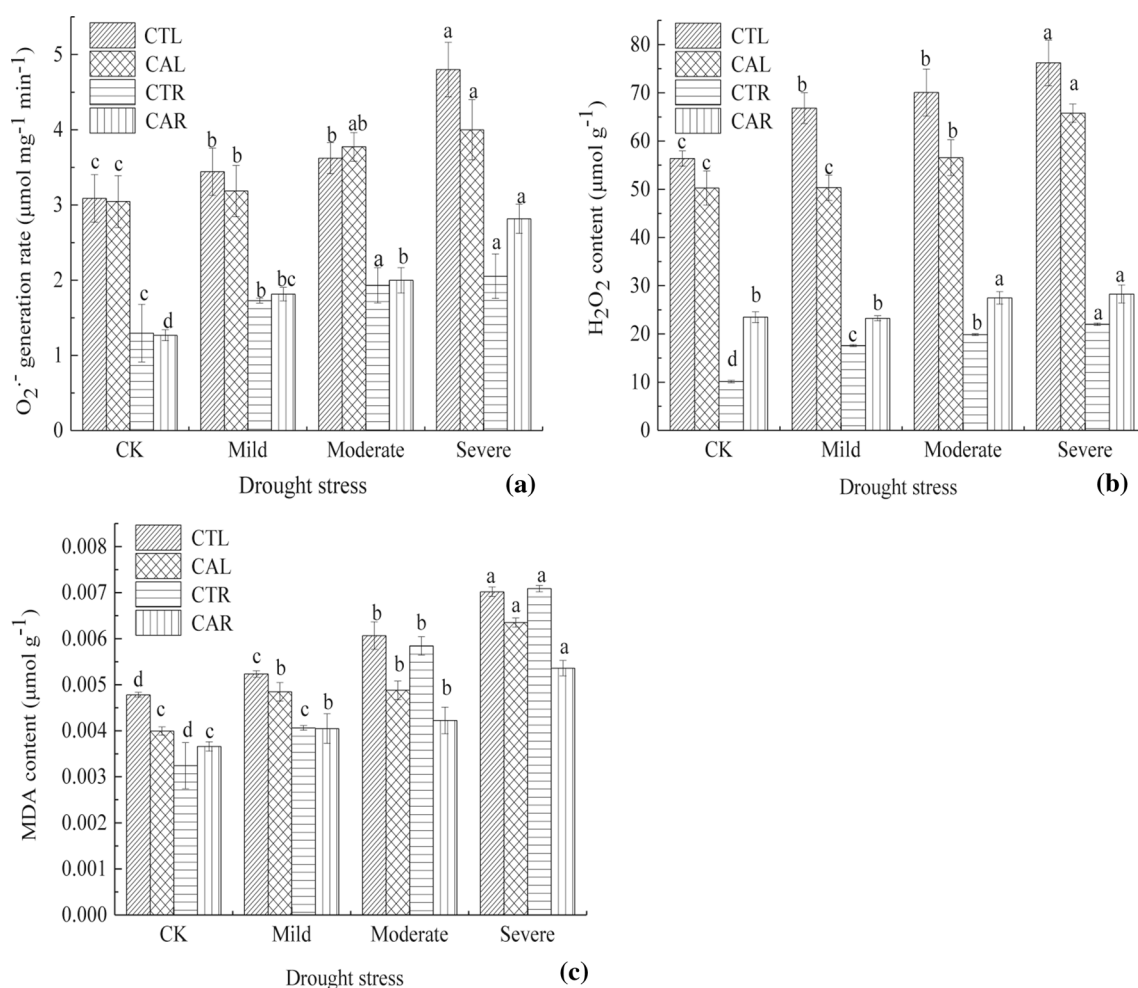 O2·- generation rate (μmol mg-1 min-1)
5
4
3
2
1
0
CTL
CAL
CTR
CAR
c c c d
b b b bc
b ab a b
a a a a
CK Mild Moderate Severe
Drought stress
(a)
H2O2 content (μmol g-1)
80
70
60
50
40
30
20
10
0
CTL
CAL
CTR
CAR
c c d b
b c c b
b b b a
a a a a
CK Mild Moderate Severe
Drought stress
(b)
MDA content (μmol g-1)
0.008
0.007
0.006
0.005
0.004
0.003
0.002
0.001
0.000
CTL
CAL
CTR
CAR
d c d c
c b c b
b b b b
a a a a
CK Mild Moderate Severe
Drought stress
(c)